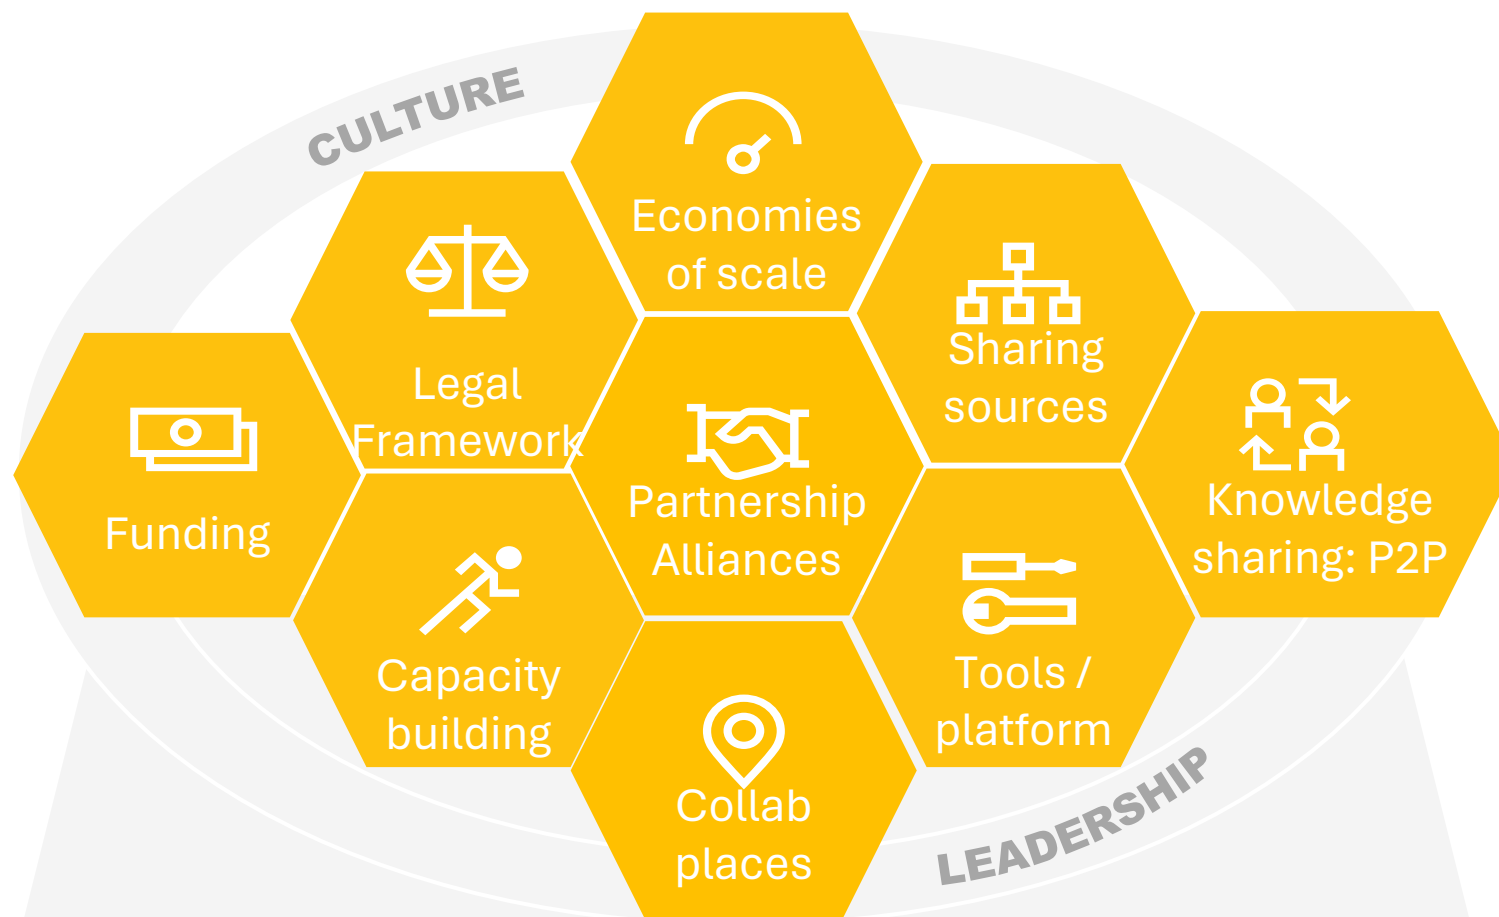 CULTURE
Economies
of scale
Legal
Framework
Sharing
sources
Funding
Partnership
Alliances
Knowledge
sharing: P2P
Capacity
building
Tools /
platform
Collab
places
LEADERSHIP